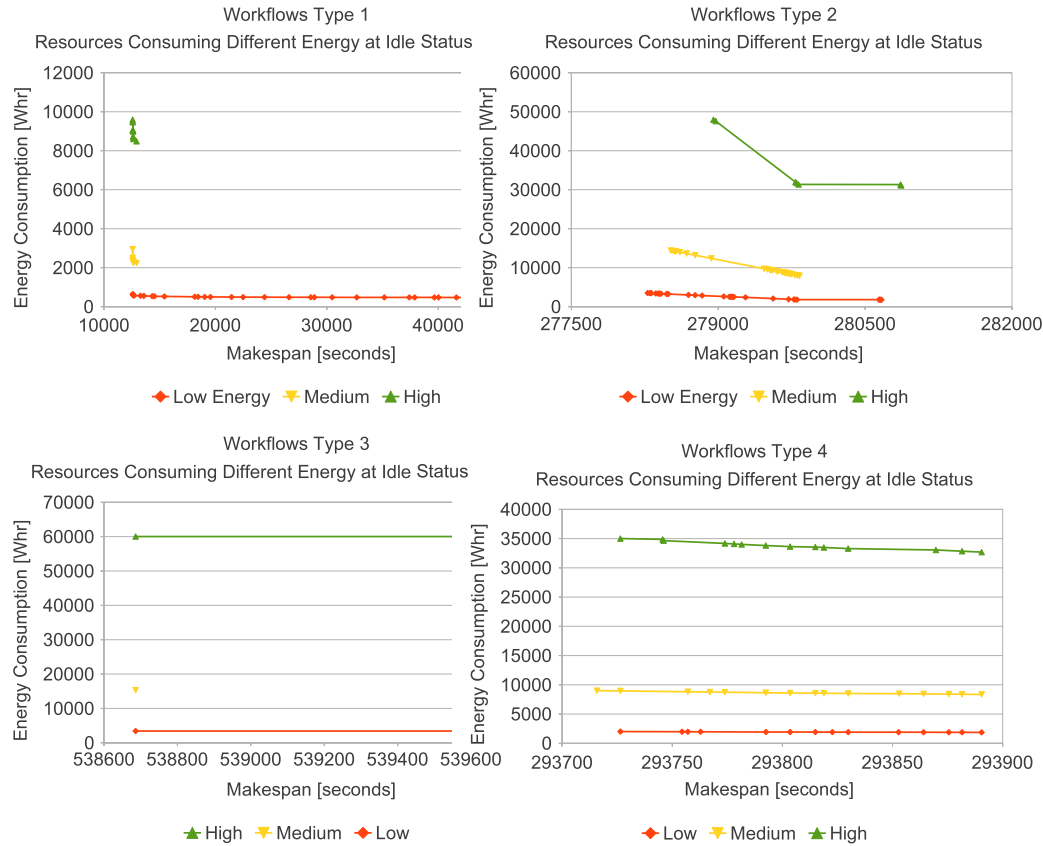 Workflows Type 1
Resources Consuming Different Energy at Idle Status
Energy Consumption [Whr]
12000
10000
8000
6000
4000
2000
0
10000 20000 30000 40000
Makespan [seconds]
Low Energy Medium High
Workflows Type 2
Resources Consuming Different Energy at Idle Status
Energy Consumption [Whr]
60000
50000
40000
30000
20000
10000
0
277500 279000 280500 282000
Makespan [seconds]
Low Energy Medium High
Workflows Type 3
Resources Consuming Different Energy at Idle Status
Energy Consumption [Whr]
70000
60000
50000
40000
30000
20000
10000
0
538600 538800 539000 539200 539400 539600
Makespan [seconds]
High Medium Low
Workflows Type 4
Resources Consuming Different Energy at Idle Status
Energy Consumption [Whr]
40000
35000
30000
25000
20000
15000
10000
5000
0
293700 293750 293800 293850 293900
Makespan [seconds]
Low Medium High